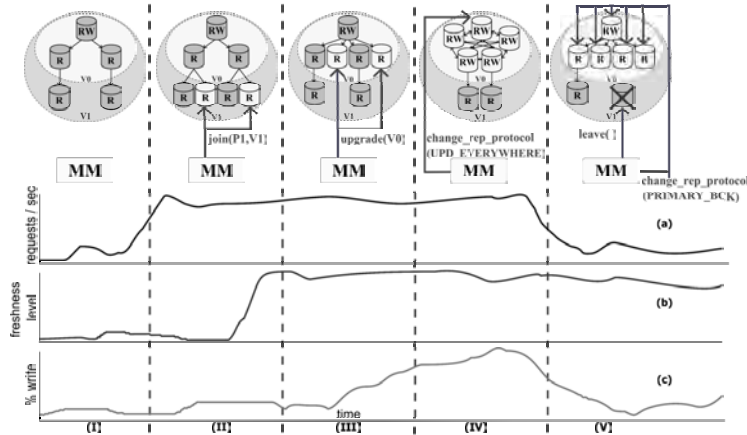 RW
RW
RW
RW
RW
R
R
R
R
R
R
R
R
RW
RW
RW
RW
R
R
R
R
V0
V0
V0
V0
V0
R
R
R
R
R
R
R
R
R
R
R
R
R
V1
V1
V1
V1
V1
join(P1,V1)
upgrade(V0)
change_rep_protocol
(UPD_EVERYWHERE)
leave( )
MM
MM
MM
MM
MM
change_rep_protocol
(PRIMARY_BCK)
requests / sec
(a)
freshness
level
(b)
% write
(c)
time
(I)
(II)
(III)
(IV)
(V)